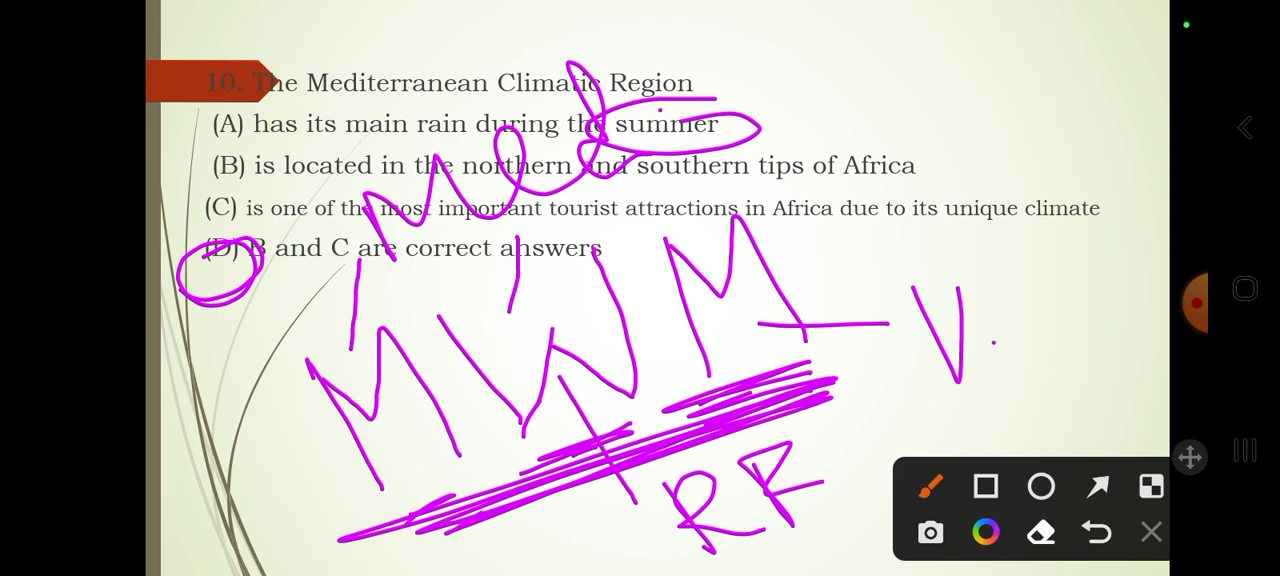 10. The Mediterranean Climatic Region
(A) has its main rain during the summer
(B) is located in the northern and southern tips of Africa
(C) is one of the most important tourist attractions in Africa due to its unique climate
(D) B and C are correct answers
Med
MWM
RR